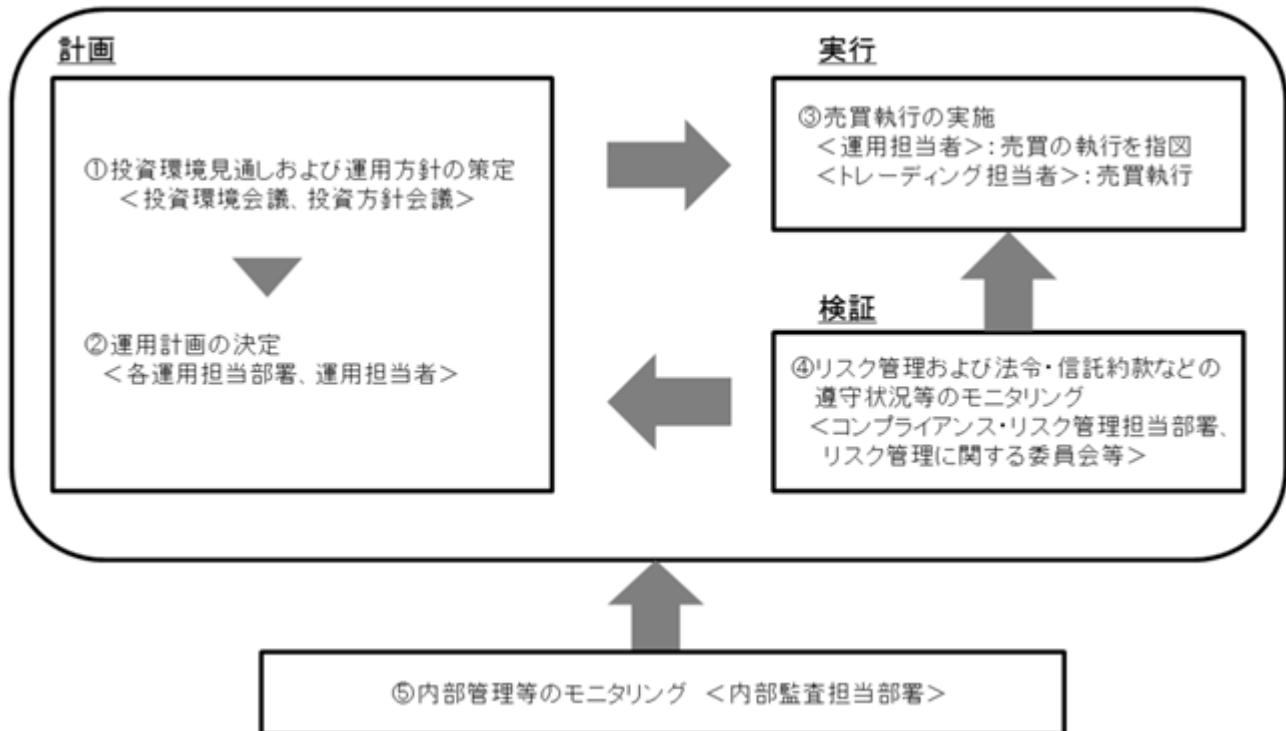 計画
①投資環境見通しおよび運用方針の策定
＜投資環境会議、投資方針会議＞
②運用計画の決定
＜各運用担当部署、運用担当者＞
実行
③売買執行の実施
＜運用担当者＞：売買の執行を指図
＜トレーディング担当者＞：売買執行
検証
④リスク管理および法令・信託約款などの
遵守状況等のモニタリング
＜コンプライアンス・リスク管理担当部署、
リスク管理に関する委員会等＞
⑤内部管理等のモニタリング ＜内部監査担当部署＞